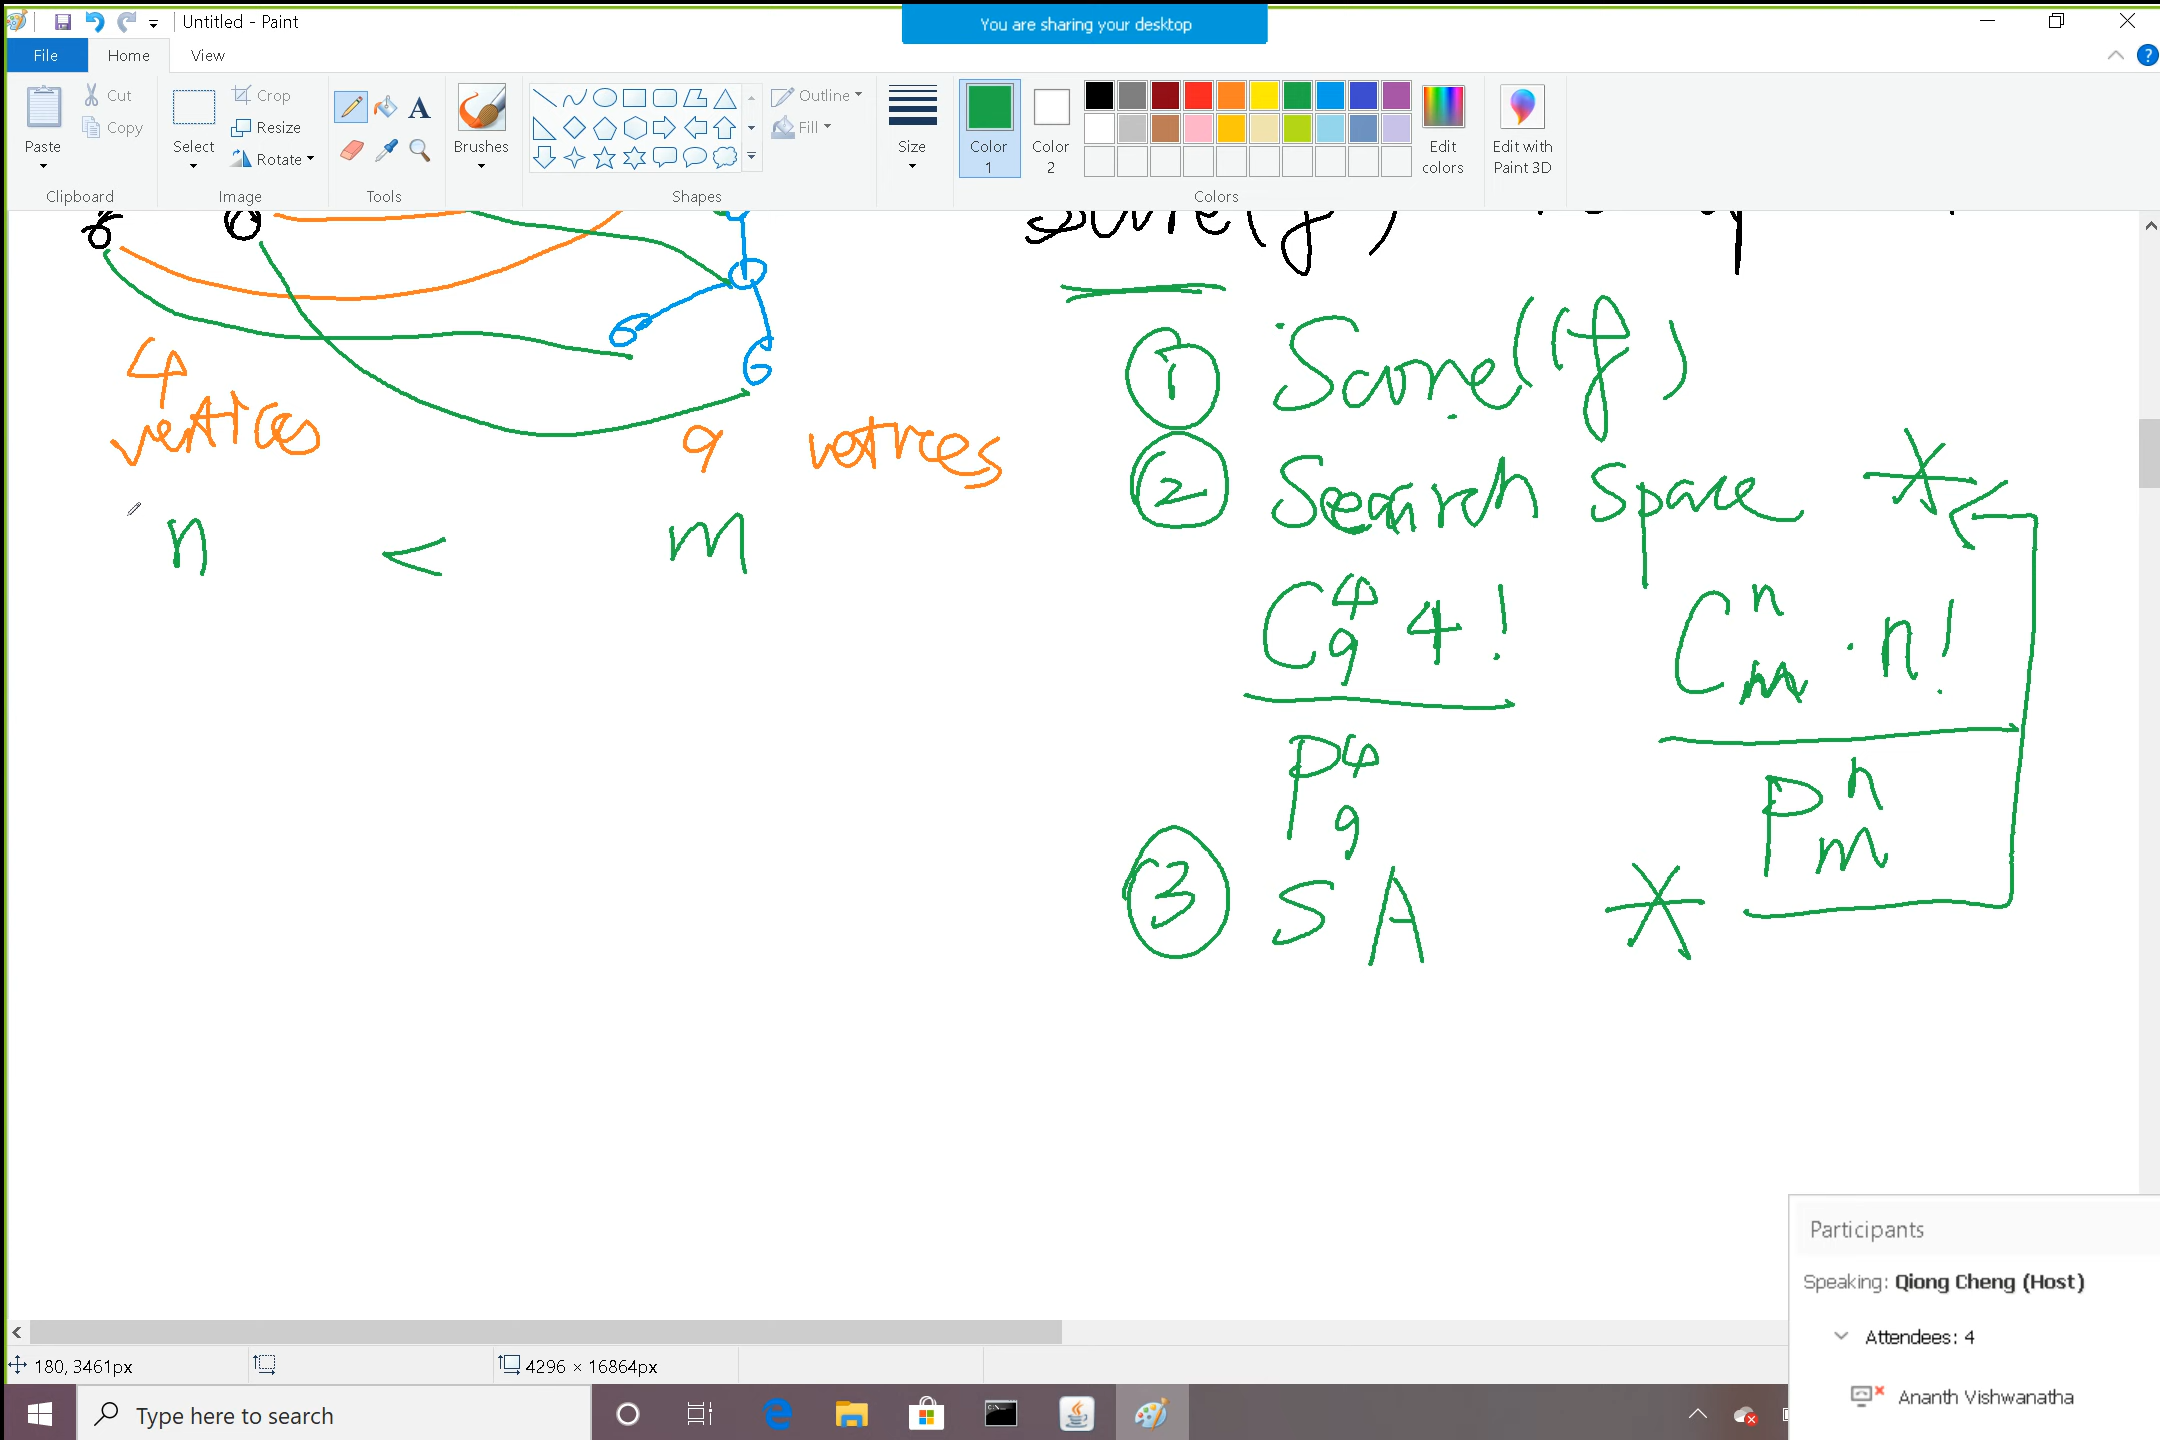 Untitled - Paint
You are sharing your desktop
File
Home
View
Paste
Cut
Copy
Clipboard
Select
Crop
Resize
Rotate
Image
A
Tools
Brushes
Shapes
Outline
Fill
Size
Color 1
Color 2
Colors
Edit colors
Edit with Paint 3D
Score(f)
4
vertices
9 vetrices
n < m
① Score(f)
② Search Space *
C⁴₉ 4!
Cⁿₘ · n!
P⁴₉
Pⁿₘ
③ SA *
Participants
Speaking: Qiong Cheng (Host)
Attendees: 4
Ananth Vishwanatha
180, 3461px
4296 × 16864px
Type here to search